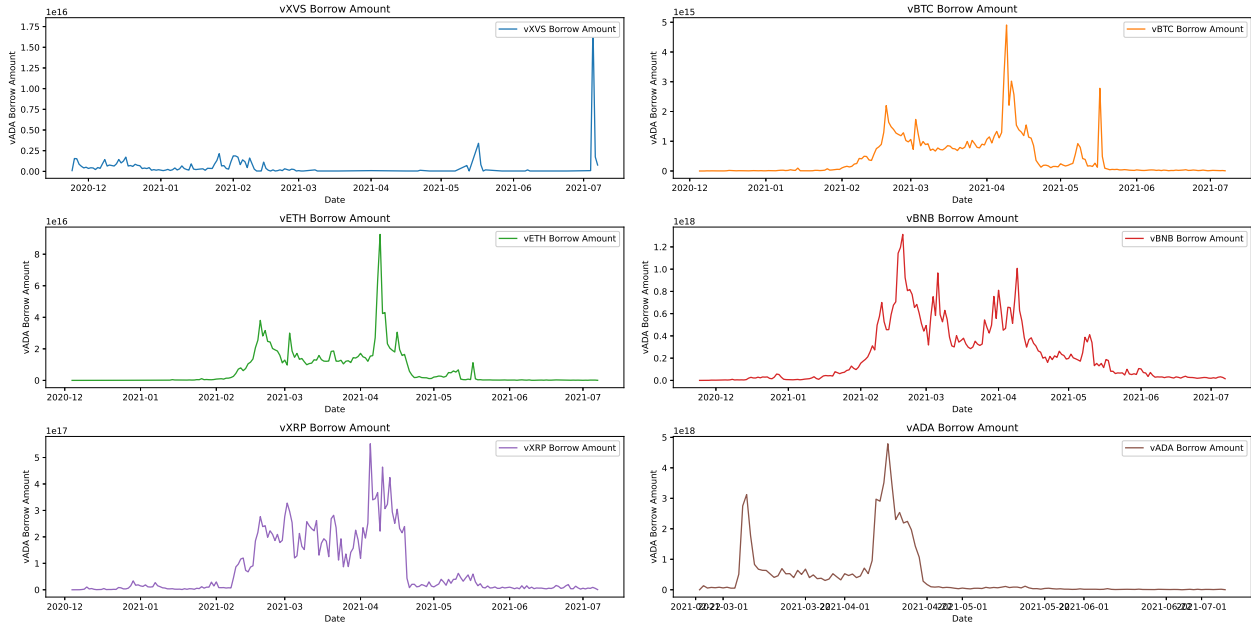 vXVS Borrow Amount
1e16
vXVS Borrow Amount
vADA Borrow Amount
1.75
1.50
1.25
1.00
0.75
0.50
0.25
0.00
2020-12 2021-01 2021-02 2021-03 2021-04 2021-05 2021-06 2021-07
Date
vBTC Borrow Amount
1e15
vBTC Borrow Amount
vADA Borrow Amount
5
4
3
2
1
0
2020-12 2021-01 2021-02 2021-03 2021-04 2021-05 2021-06 2021-07
Date
vETH Borrow Amount
1e16
vETH Borrow Amount
vADA Borrow Amount
8
6
4
2
0
2020-12 2021-01 2021-02 2021-03 2021-04 2021-05 2021-06 2021-07
Date
vBNB Borrow Amount
1e18
vBNB Borrow Amount
vADA Borrow Amount
1.2
1.0
0.8
0.6
0.4
0.2
0.0
2020-12 2021-01 2021-02 2021-03 2021-04 2021-05 2021-06 2021-07
Date
vXRP Borrow Amount
1e17
vXRP Borrow Amount
vADA Borrow Amount
5
4
3
2
1
0
2020-12 2021-01 2021-02 2021-03 2021-04 2021-05 2021-06 2021-07
Date
vADA Borrow Amount
1e18
vADA Borrow Amount
vADA Borrow Amount
5
4
3
2
1
0
2021-03-01 2021-04-01 2021-05-01 2021-06-01 2021-07-01
Date